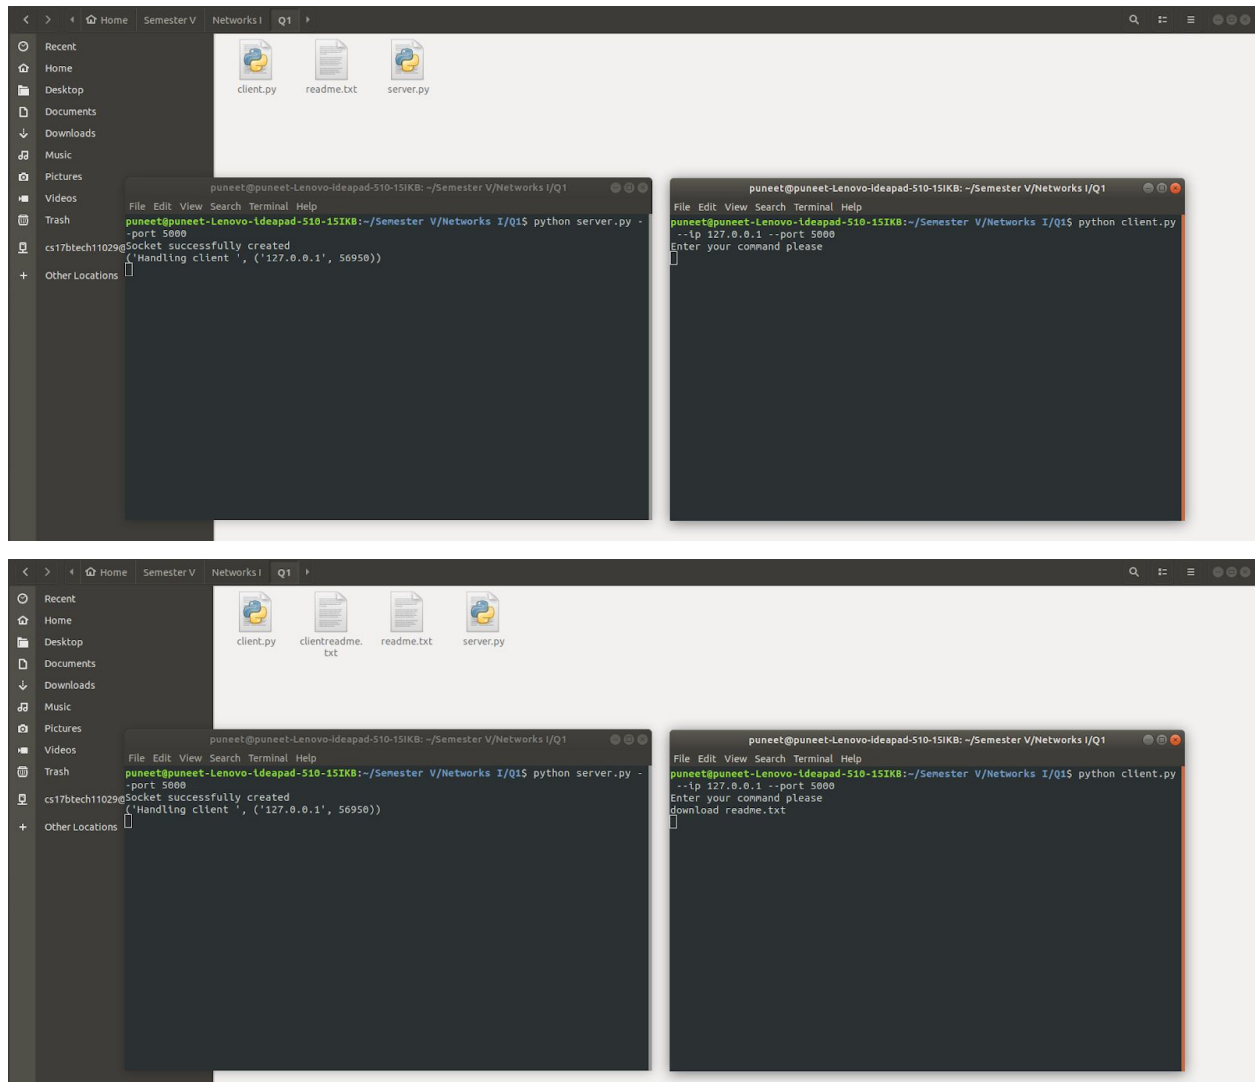 Home Semester V Networks I Q1
Recent
Home
Desktop
Documents
Downloads
Music
Pictures
Videos
Trash
cs17btech11029@
Other Locations
client.py readme.txt server.py
puneet@puneet-Lenovo-ideapad-510-15IKB: ~/Semester V/Networks I/Q1
File Edit View Search Terminal Help
puneet@puneet-Lenovo-ideapad-510-15IKB:~/Semester V/Networks I/Q1$ python server.py -
-port 5000
Socket successfully created
('Handling client ', ('127.0.0.1', 56950))
puneet@puneet-Lenovo-ideapad-510-15IKB: ~/Semester V/Networks I/Q1
File Edit View Search Terminal Help
puneet@puneet-Lenovo-ideapad-510-15IKB:~/Semester V/Networks I/Q1$ python client.py
--ip 127.0.0.1 --port 5000
Enter your command please
Home Semester V Networks I Q1
Recent
Home
Desktop
Documents
Downloads
Music
Pictures
Videos
Trash
cs17btech11029@
Other Locations
client.py clientreadme. readme.txt server.py
txt
puneet@puneet-Lenovo-ideapad-510-15IKB: ~/Semester V/Networks I/Q1
File Edit View Search Terminal Help
puneet@puneet-Lenovo-ideapad-510-15IKB:~/Semester V/Networks I/Q1$ python server.py -
-port 5000
Socket successfully created
('Handling client ', ('127.0.0.1', 56950))
puneet@puneet-Lenovo-ideapad-510-15IKB: ~/Semester V/Networks I/Q1
File Edit View Search Terminal Help
puneet@puneet-Lenovo-ideapad-510-15IKB:~/Semester V/Networks I/Q1$ python client.py
--ip 127.0.0.1 --port 5000
Enter your command please
download readme.txt